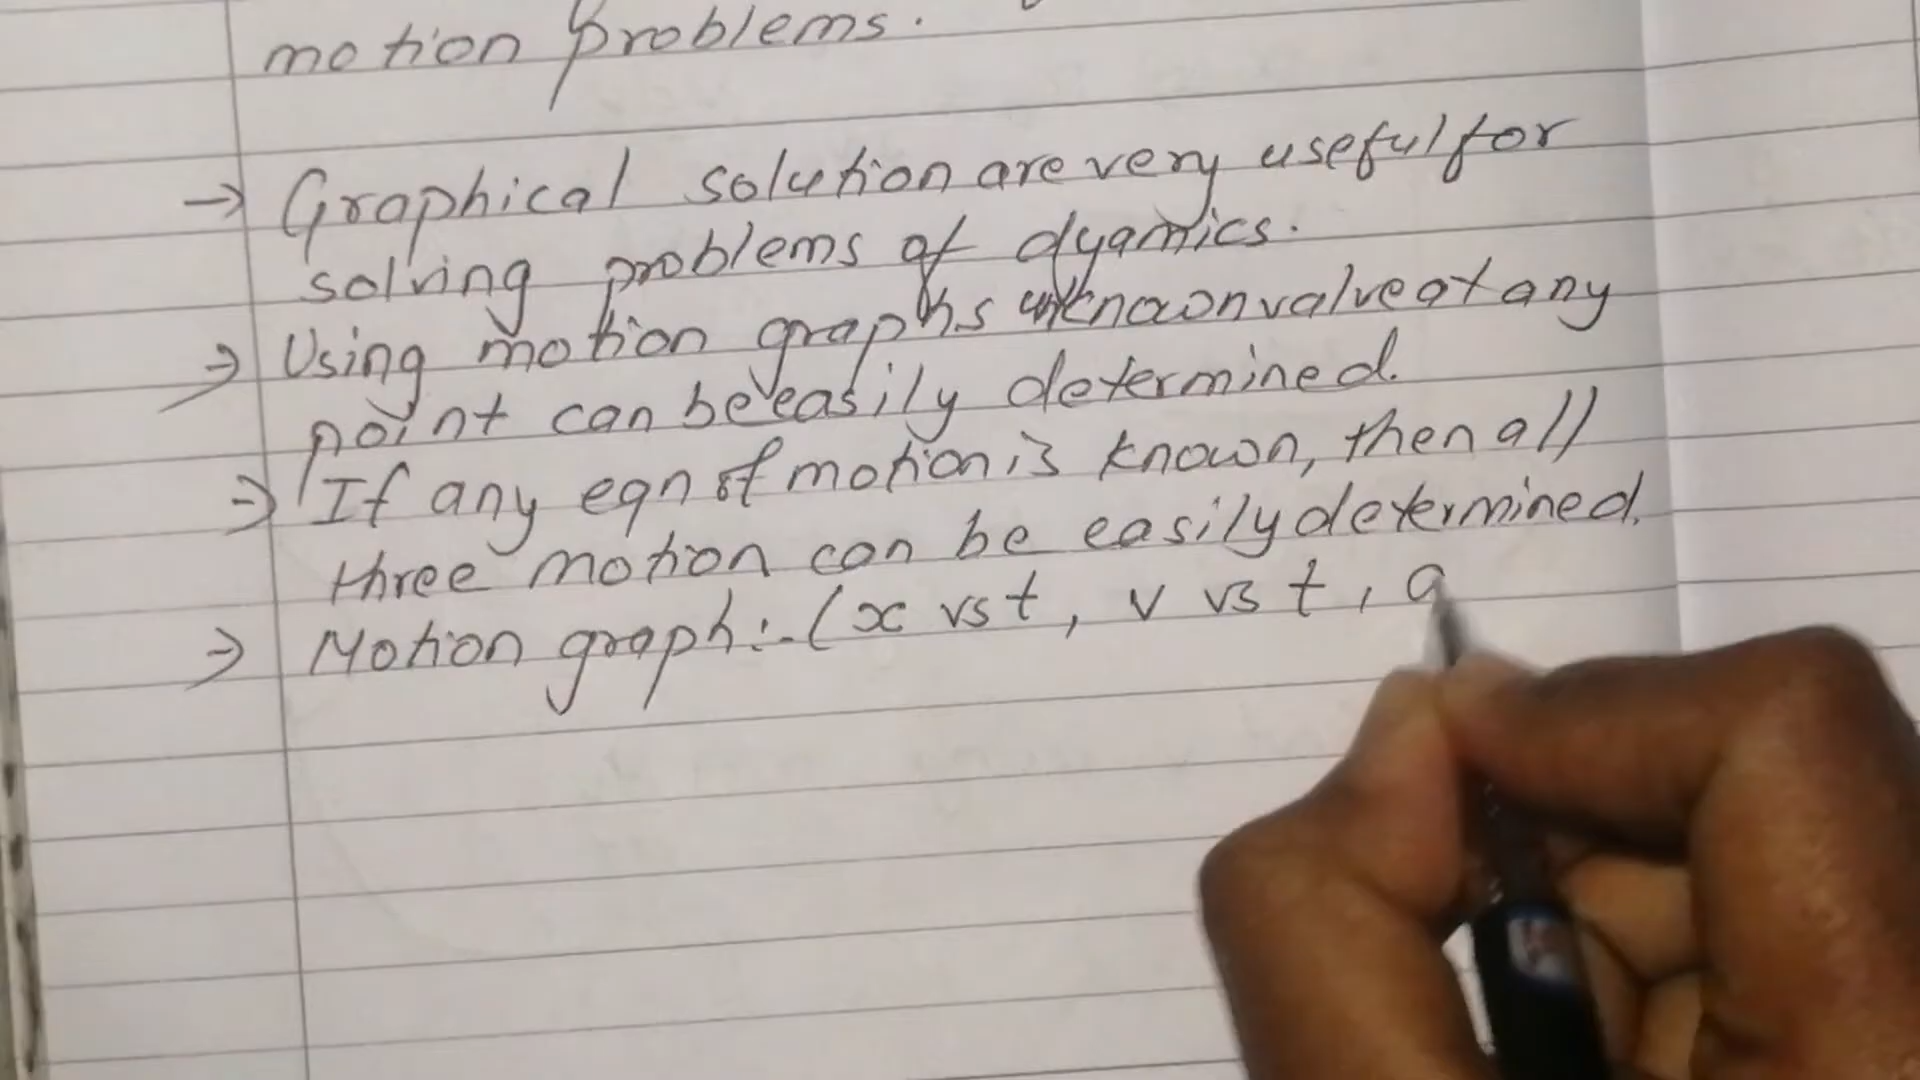 motion problems.
→ Graphical solution are very useful for
solving problems of dyamics.
⇒ Using motion graphs unknown value at any
point can be easily determined.
⇒ If any eqn of motion is known, then all
three motion can be easily determined.
⇒ Motion graph:- (x vs t, v vs t, a